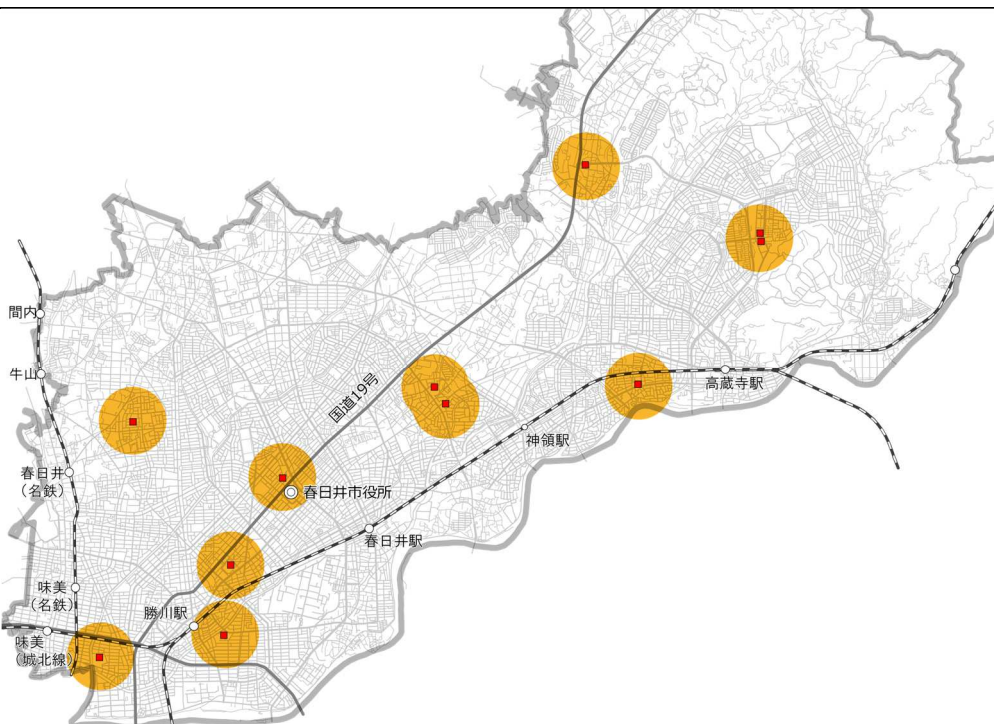 間内
牛山
国道19号
高蔵寺駅
神領駅
春日井
(名鉄)
春日井市役所
春日井駅
味美
(名鉄)
勝川駅
味美
(城北線)